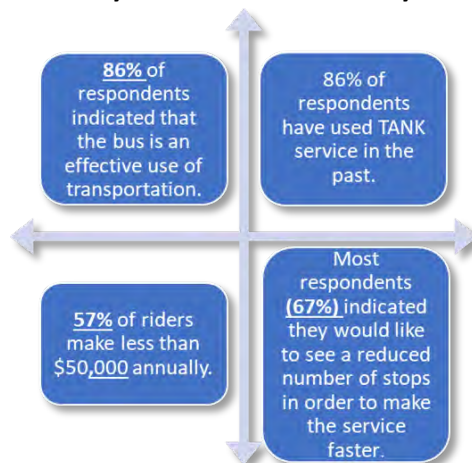 86% of
respondents
indicated that
the bus is an
effective use of
transportation.
86% of
respondents
have used TANK
service in the
past.
57% of riders
make less than
$50,000 annually.
Most
respondents
(67%) indicated
they would like
to see a reduced
number of stops
in order to make
the service
faster.